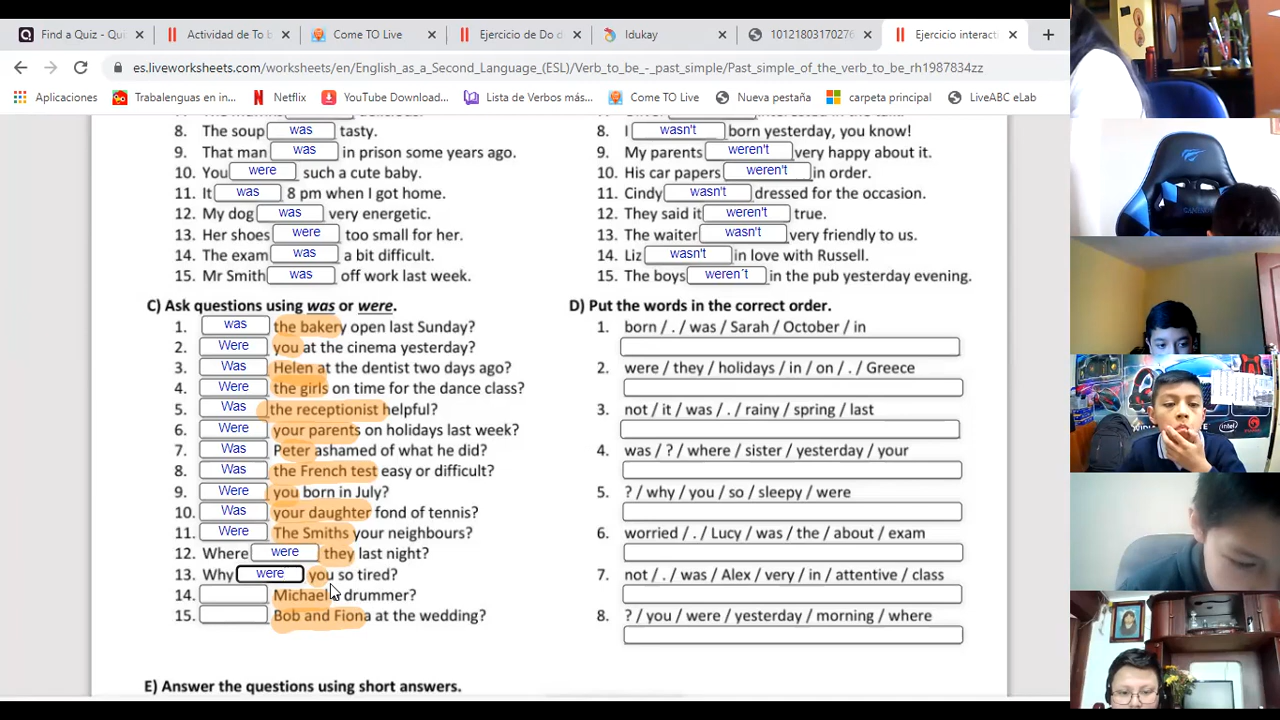 Find a Quiz - Qui
Actividad de To b
Come TO Live
Ejercicio de Do d
Idukay
10121803170276
Ejercicio interacti
es.liveworksheets.com/worksheets/en/English_as_a_Second_Language_(ESL)/Verb_to_be_-_past_simple/Past_simple_of_the_verb_to_be_rh1987834zz
Aplicaciones
Trabalenguas en in...
Netflix
YouTube Download...
Lista de Verbos más...
Come TO Live
Nueva pestaña
carpeta principal
LiveABC eLab
8. The soup was tasty.
9. That man was in prison some years ago.
10. You were such a cute baby.
11. It was 8 pm when I got home.
12. My dog was very energetic.
13. Her shoes were too small for her.
14. The exam was a bit difficult.
15. Mr Smith was off work last week.
8. I wasn't born yesterday, you know!
9. My parents weren't very happy about it.
10. His car papers weren't in order.
11. Cindy wasn't dressed for the occasion.
12. They said it weren't true.
13. The waiter wasn't very friendly to us.
14. Liz wasn't in love with Russell.
15. The boys weren´t in the pub yesterday evening.
C) Ask questions using was or were.
1. was the bakery open last Sunday?
2. Were you at the cinema yesterday?
3. Was Helen at the dentist two days ago?
4. Were the girls on time for the dance class?
5. Was the receptionist helpful?
6. Were your parents on holidays last week?
7. Was Peter ashamed of what he did?
8. Was the French test easy or difficult?
9. Were you born in July?
10. Was your daughter fond of tennis?
11. Were The Smiths your neighbours?
12. Where were they last night?
13. Why were you so tired?
14. Michael drummer?
15. Bob and Fiona at the wedding?
D) Put the words in the correct order.
1. born / . / was / Sarah / October / in
2. were / they / holidays / in / on / . / Greece
3. not / it / was / . / rainy / spring / last
4. was / ? / where / sister / yesterday / your
5. ? / why / you / so / sleepy / were
6. worried / . / Lucy / was / the / about / exam
7. not / . / was / Alex / very / in / attentive / class
8. ? / you / were / yesterday / morning / where
E) Answer the questions using short answers.